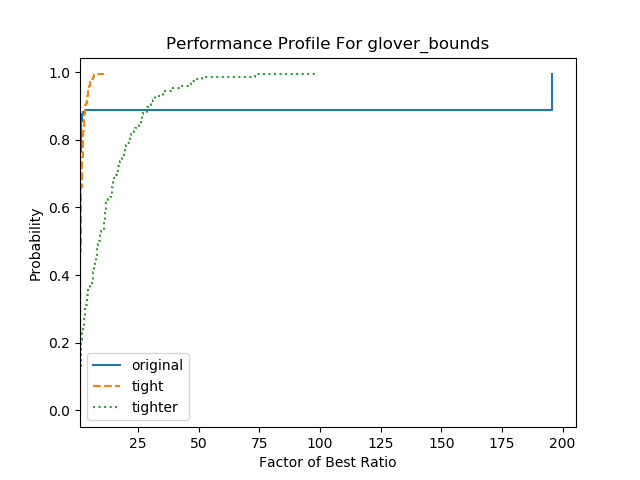 Performance Profile For glover_bounds
1.0
0.8
0.6
0.4
0.2
0.0
Probability
original
tight
tighter
25 50 75 100 125 150 175 200
Factor of Best Ratio